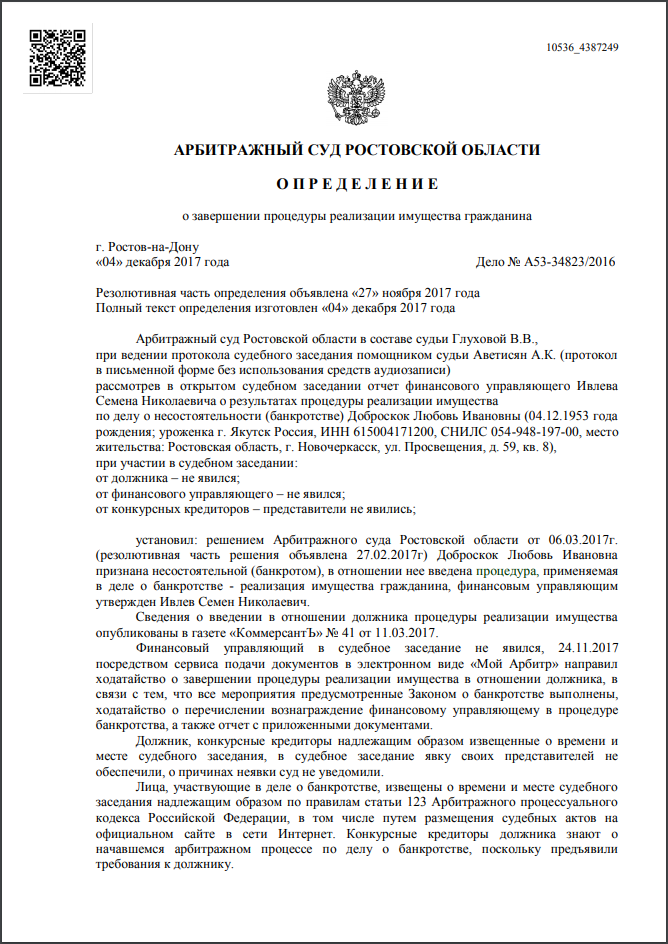 10536_4387249
АРБИТРАЖНЫЙ СУД РОСТОВСКОЙ ОБЛАСТИ
О П Р Е Д Е Л Е Н И Е
о завершении процедуры реализации имущества гражданина
г. Ростов-на-Дону
«04» декабря 2017 года Дело № А53-34823/2016
Резолютивная часть определения объявлена «27» ноября 2017 года
Полный текст определения изготовлен «04» декабря 2017 года
Арбитражный суд Ростовской области в составе судьи Глуховой В.В.,
при ведении протокола судебного заседания помощником судьи Аветисян А.К. (протокол
в письменной форме без использования средств аудиозаписи)
рассмотрев в открытом судебном заседании отчет финансового управляющего Ивлева
Семена Николаевича о результатах процедуры реализации имущества
по делу о несостоятельности (банкротстве) Доброскок Любовь Ивановны (04.12.1953 года
рождения; уроженка г. Якутск Россия, ИНН 615004171200, СНИЛС 054-948-197-00, место
жительства: Ростовская область, г. Новочеркасск, ул. Просвещения, д. 59, кв. 8),
при участии в судебном заседании:
от должника – не явился;
от финансового управляющего – не явился;
от конкурсных кредиторов – представители не явились;
установил: решением Арбитражного суда Ростовской области от 06.03.2017г.
(резолютивная часть решения объявлена 27.02.2017г) Доброскок Любовь Ивановна
признана несостоятельной (банкротом), в отношении нее введена процедура, применяемая
в деле о банкротстве - реализация имущества гражданина, финансовым управляющим
утвержден Ивлев Семен Николаевич.
Сведения о введении в отношении должника процедуры реализации имущества
опубликованы в газете «КоммерсантЪ» № 41 от 11.03.2017.
Финансовый управляющий в судебное заседание не явился, 24.11.2017
посредством сервиса подачи документов в электронном виде «Мой Арбитр» направил
ходатайство о завершении процедуры реализации имущества в отношении должника, в
связи с тем, что все мероприятия предусмотренные Законом о банкротстве выполнены,
ходатайство о перечислении вознаграждение финансовому управляющему в процедуре
банкротства, а также отчет с приложенными документами.
Должник, конкурсные кредиторы надлежащим образом извещенные о времени и
месте судебного заседания, в судебное заседание явку своих представителей не
обеспечили, о причинах неявки суд не уведомили.
Лица, участвующие в деле о банкротстве, извещены о времени и месте судебного
заседания надлежащим образом по правилам статьи 123 Арбитражного процессуального
кодекса Российской Федерации, в том числе путем размещения судебных актов на
официальном сайте в сети Интернет. Конкурсные кредиторы должника знают о
начавшемся арбитражном процессе по делу о банкротстве, поскольку предъявили
требования к должнику.